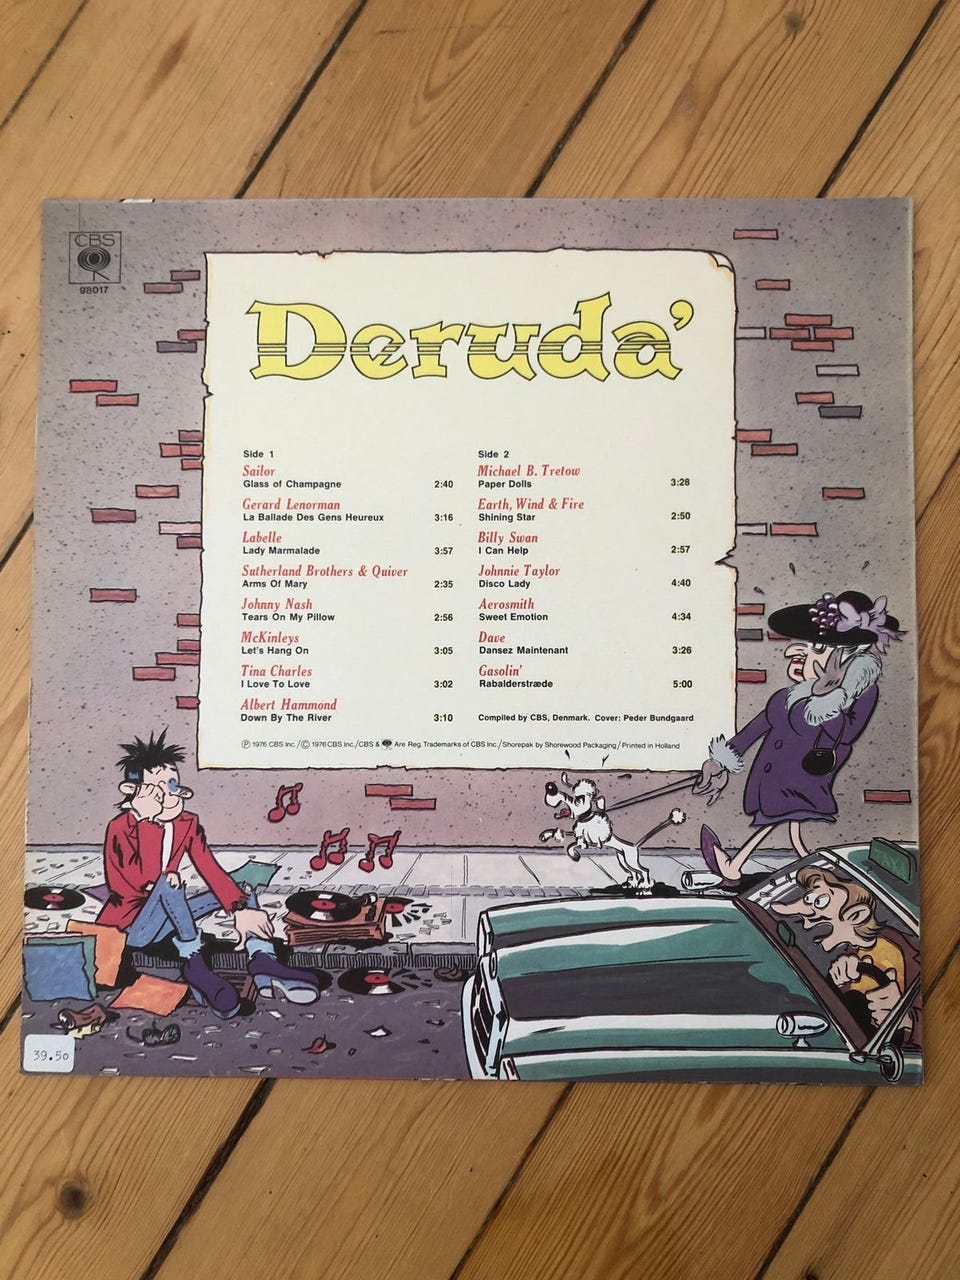 CBS
98017
Deruda'
Side 1
Sailor
Glass of Champagne 2:40
Gerard Lenorman
La Ballade Des Gens Heureux 3:16
Labelle
Lady Marmalade 3:57
Sutherland Brothers & Quiver
Arms Of Mary 2:35
Johnny Nash
Tears On My Pillow 2:56
McKinleys
Let's Hang On 3:05
Tina Charles
I Love To Love 3:02
Albert Hammond
Down By The River 3:10
Side 2
Michael B. Tretow
Paper Dolls 3:28
Earth, Wind & Fire
Shining Star 2:50
Billy Swan
I Can Help 2:57
Johnnie Taylor
Disco Lady 4:40
Aerosmith
Sweet Emotion 4:34
Dave
Dansez Maintenant 3:26
Gasolin'
Rabalderstræde 5:00
Compiled by CBS, Denmark. Cover: Peder Bundgaard
Ⓟ 1976 CBS Inc./Ⓒ 1976 CBS Inc./CBS & Are Reg. Trademarks of CBS Inc./Shorepak by Shorewood Packaging/Printed in Holland
TAXA
39.50